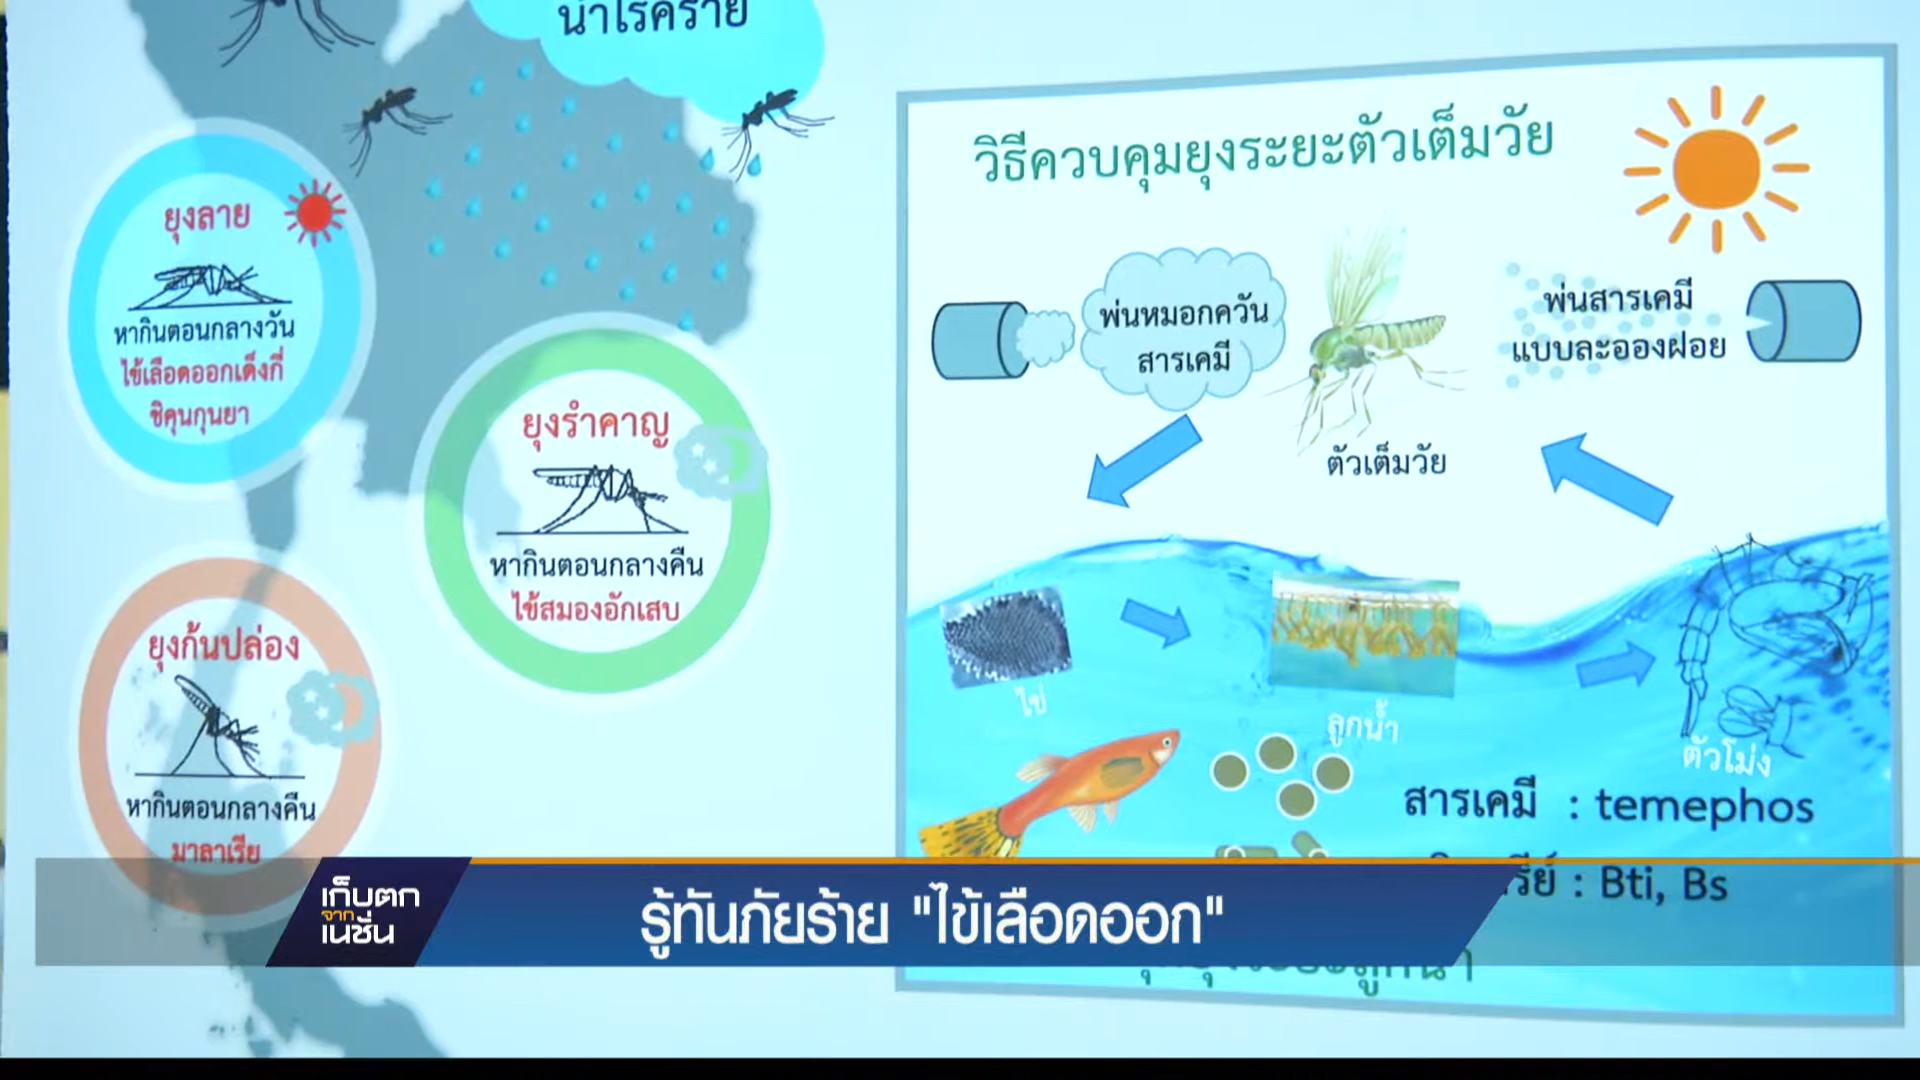 นำโรคร้าย
ยุงลาย
หากินตอนกลางวัน
ไข้เลือดออกเด็งกี่
ชิคุนกุนยา
ยุงรำคาญ
หากินตอนกลางคืน
ไข้สมองอักเสบ
ยุงก้นปล่อง
หากินตอนกลางคืน
มาลาเรีย
วิธีควบคุมยุงระยะตัวเต็มวัย
พ่นหมอกควัน
สารเคมี
พ่นสารเคมี
แบบละอองฝอย
ตัวเต็มวัย
ไข่
ลูกน้ำ
ตัวโม่ง
สารเคมี : temephos
: Bti, Bs
เก็บตก
จาก
เนชั่น
รู้ทันภัยร้าย "ไข้เลือดออก"